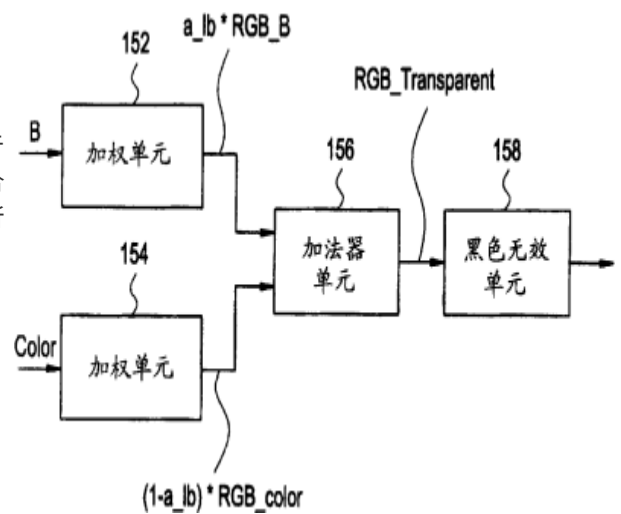 a_lb * RGB_B
152
RGB_Transparent
B
加权单元
156
158
加法器
单元
黑色无效
单元
154
Color
加权单元
(1-a_lb) * RGB_color